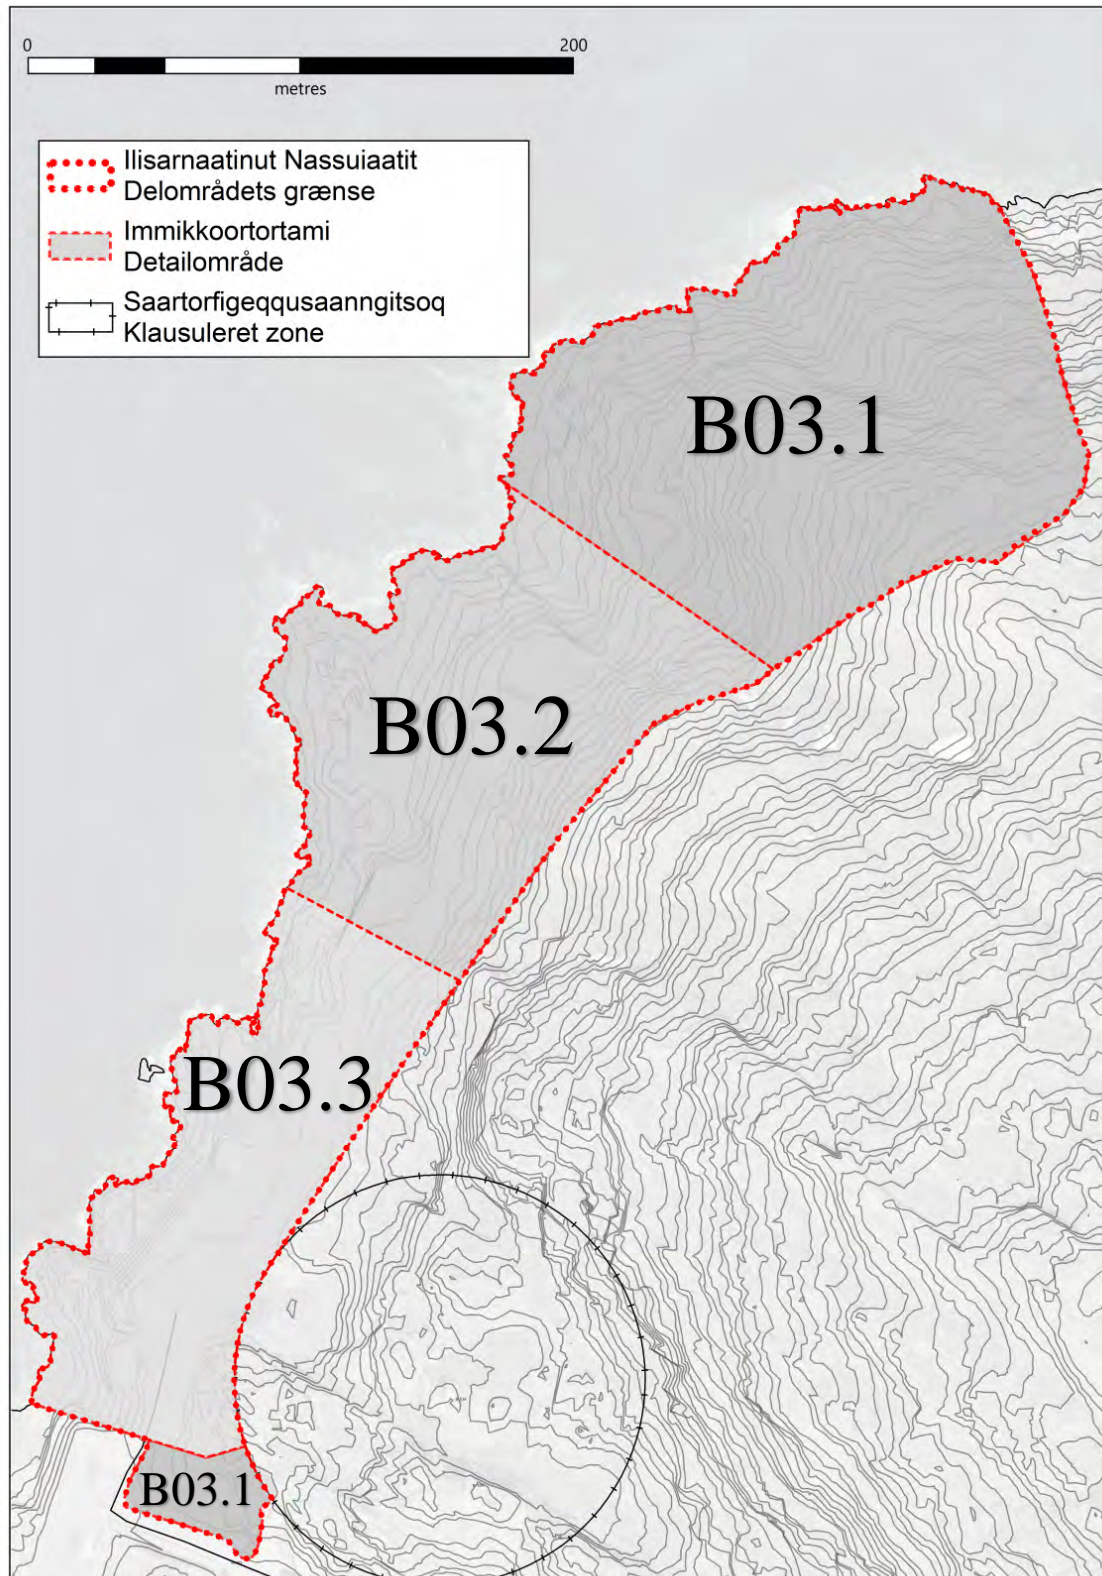 0 200
metres
Ilisarnaatinut Nassuiaatit
Delområdets grænse
Immikkoortortami
Detailområde
Saartorfigeqqusaanngitsoq
Klausuleret zone
B03.1
B03.2
B03.3
B03.1